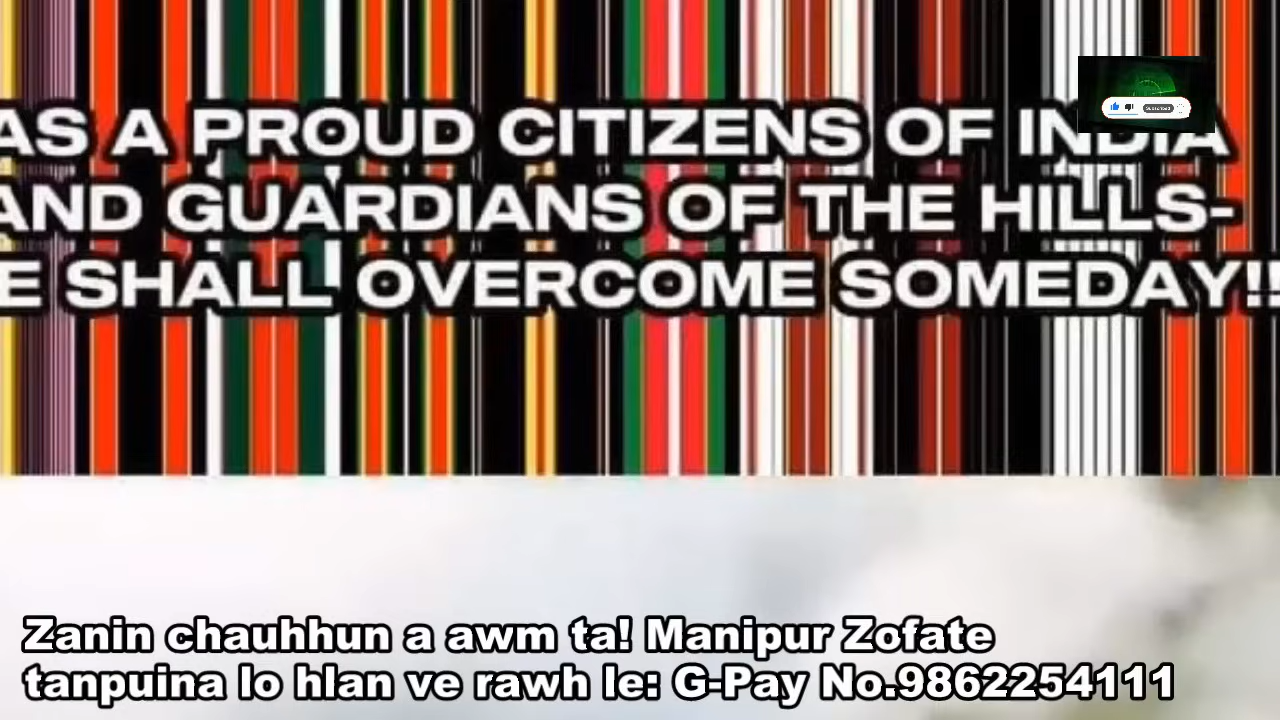 AS A PROUD CITIZENS OF INDIA
AND GUARDIANS OF THE HILLS-
E SHALL OVERCOME SOMEDAY!!
Subscribed
Zanin chauhhun a awm ta! Manipur Zofate
tanpuina lo hlan ve rawh le: G-Pay No.9862254111